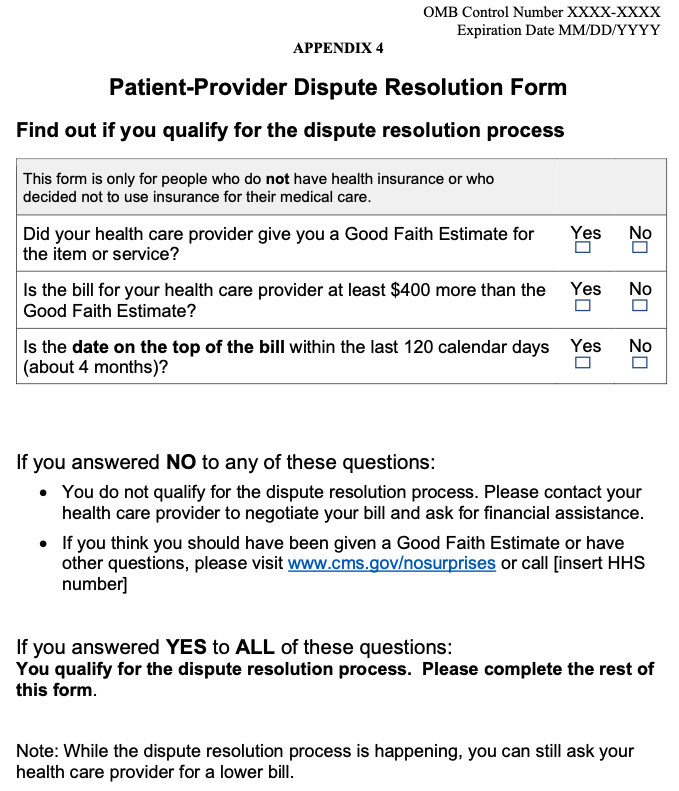 OMB Control Number XXXX-XXXX
Expiration Date MM/DD/YYYY
APPENDIX 4
Patient-Provider Dispute Resolution Form
Find out if you qualify for the dispute resolution process
This form is only for people who do not have health insurance or who
decided not to use insurance for their medical care.
Did your health care provider give you a Good Faith Estimate for
the item or service?
Yes No
Is the bill for your health care provider at least $400 more than the
Good Faith Estimate?
Yes No
Is the date on the top of the bill within the last 120 calendar days
(about 4 months)?
Yes No
If you answered NO to any of these questions:
• You do not qualify for the dispute resolution process. Please contact your
health care provider to negotiate your bill and ask for financial assistance.
• If you think you should have been given a Good Faith Estimate or have
other questions, please visit www.cms.gov/nosurprises or call [insert HHS
number]
If you answered YES to ALL of these questions:
You qualify for the dispute resolution process. Please complete the rest of
this form.
Note: While the dispute resolution process is happening, you can still ask your
health care provider for a lower bill.